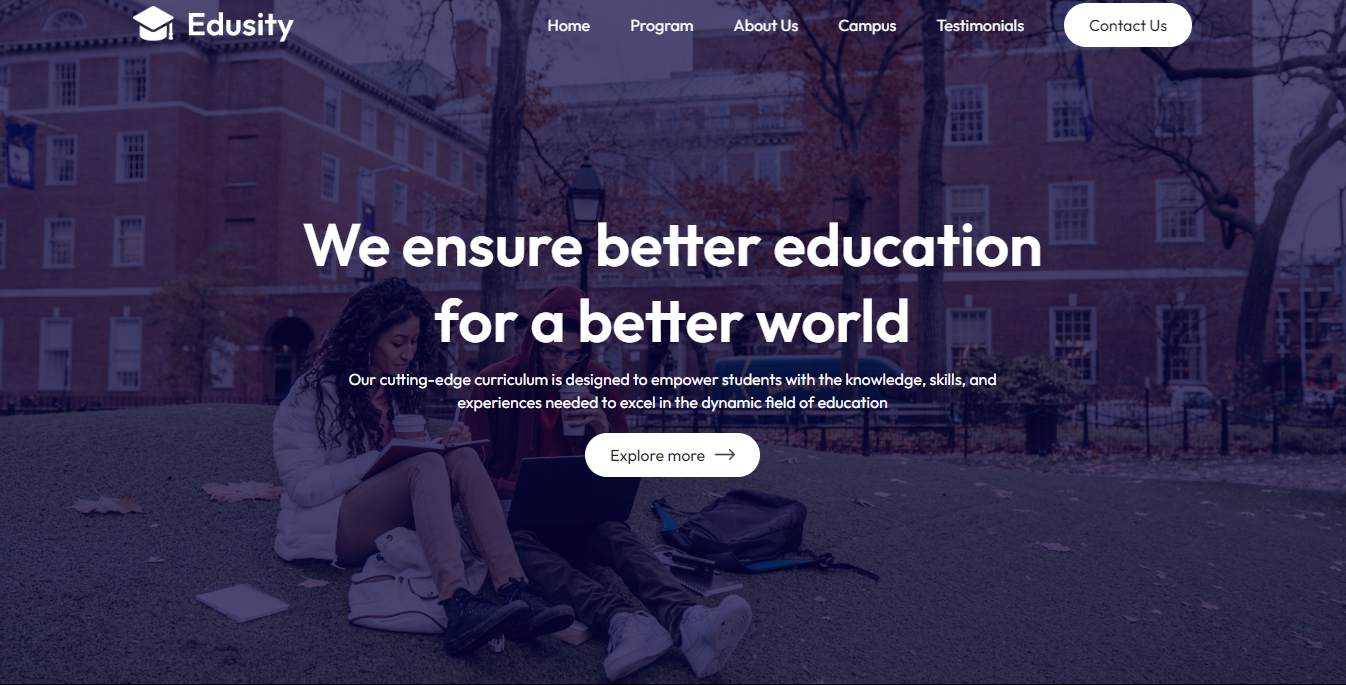 Edusity
Home
Program
About Us
Campus
Testimonials
Contact Us
We ensure better education
for a better world
Our cutting-edge curriculum is designed to empower students with the knowledge, skills, and
experiences needed to excel in the dynamic field of education
Explore more